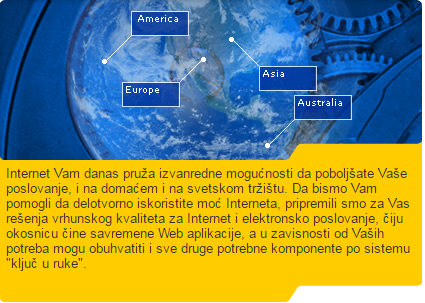 America
Europe
Asia
Australia
Internet Vam danas pruža izvanredne mogućnosti da poboljšate Vaše
poslovanje, i na domaćem i na svetskom tržištu. Da bismo Vam
pomogli da delotvorno iskoristite moć Interneta, pripremili smo za Vas
rešenja vrhunskog kvaliteta za Internet i elektronsko poslovanje, čiju
okosnicu čine savremene Web aplikacije, a u zavisnosti od Vaših
potreba mogu obuhvatiti i sve druge potrebne komponente po sistemu
"ključ u ruke".